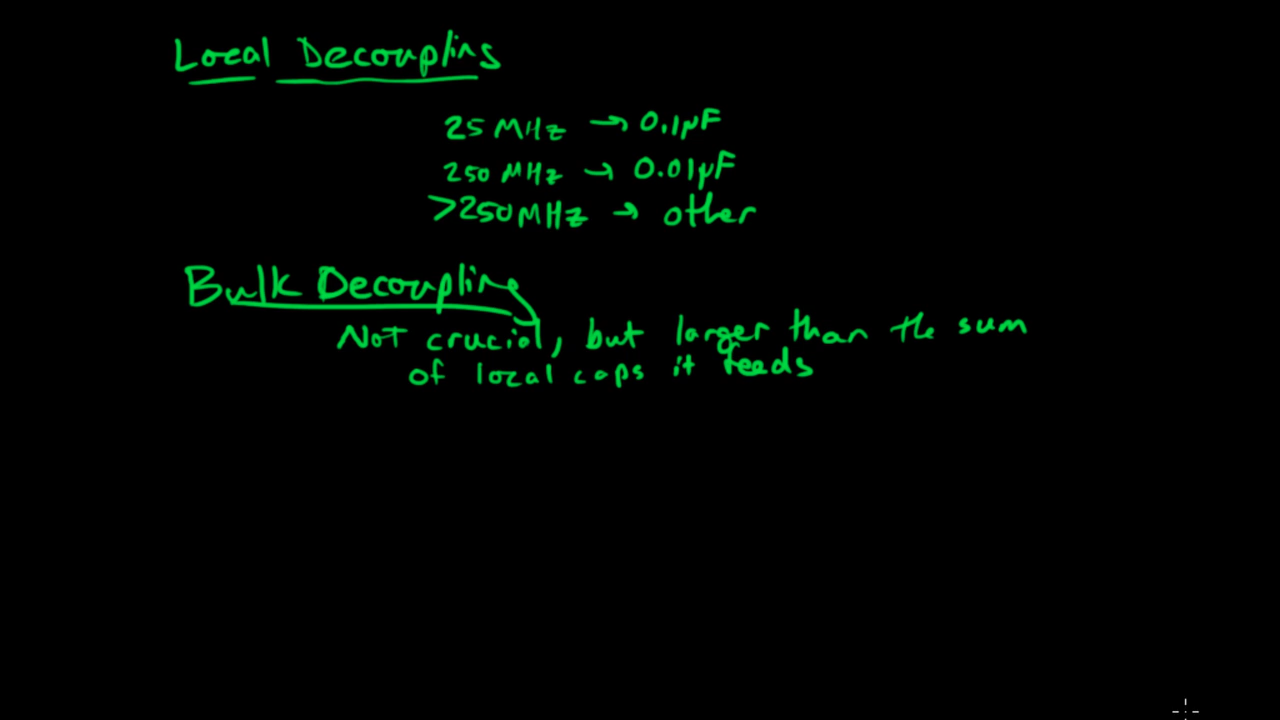 Local Decoupling
25 MHz → 0.1μF
250 MHz → 0.01μF
>250MHz → other
Bulk Decoupling
Not crucial, but larger than the sum
of local caps it feeds